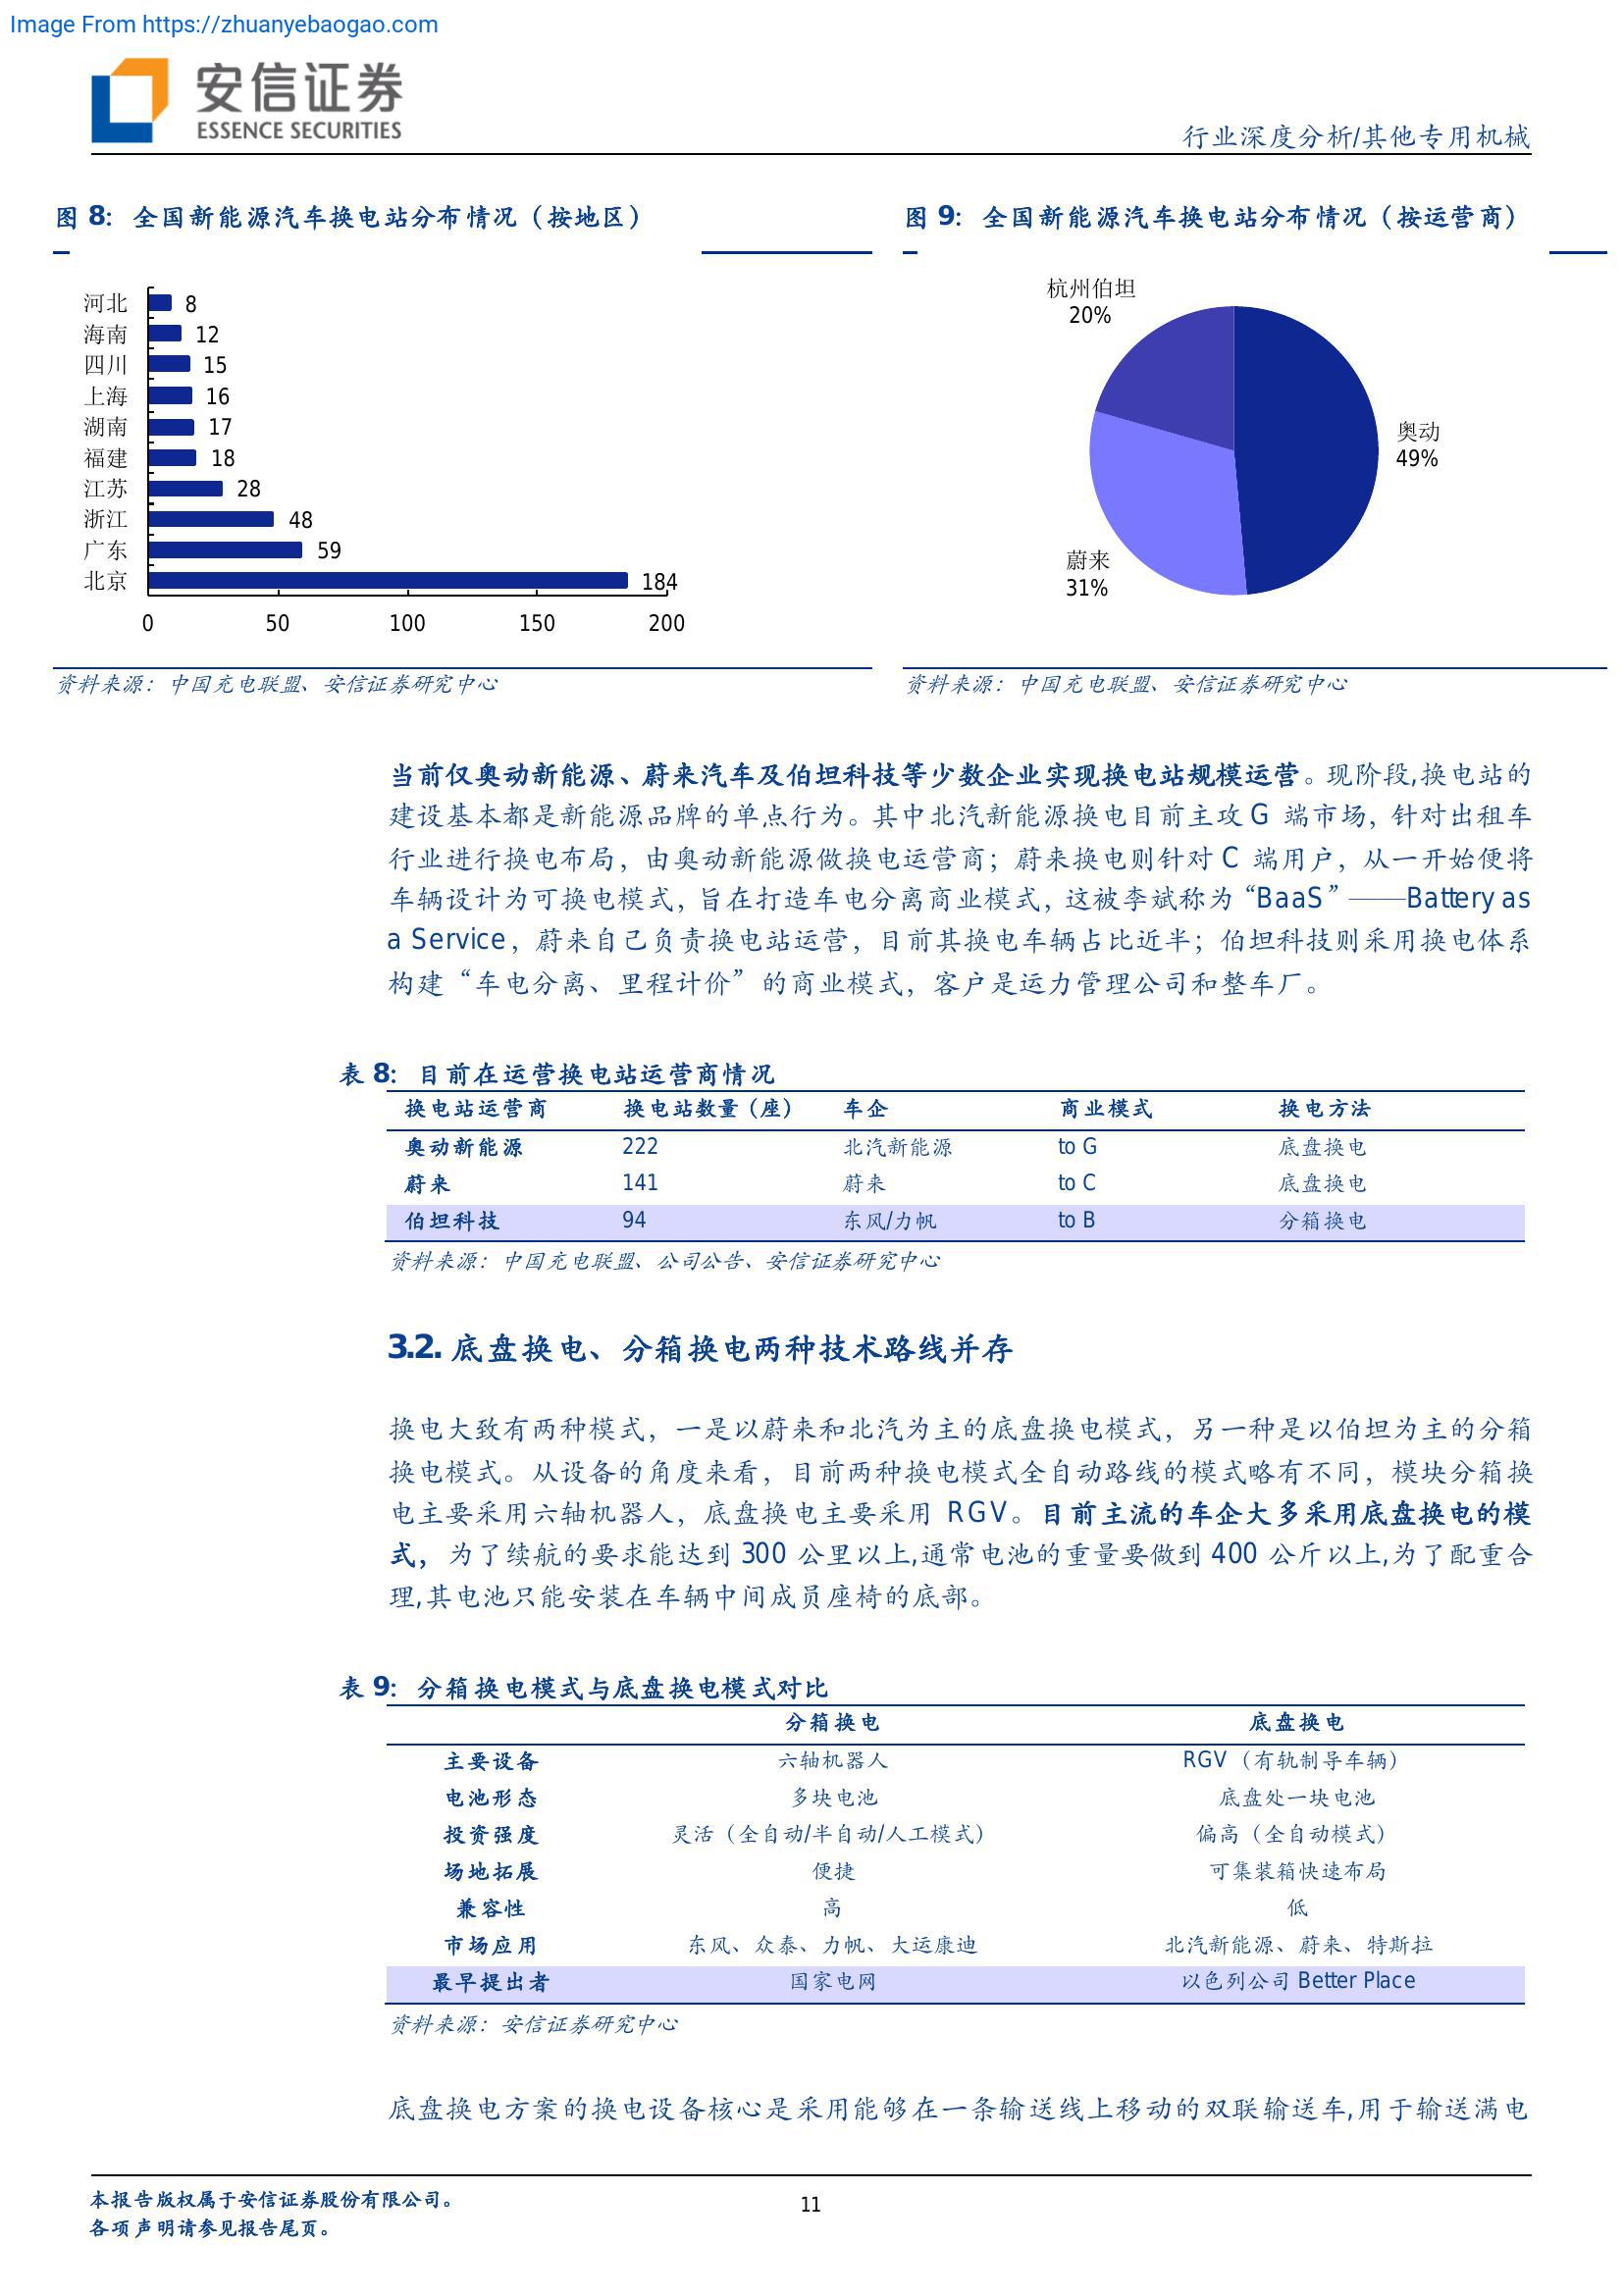 Image From https://zhuanyebaogao.com
安信证券
ESSENCE SECURITIES
行业深度分析/其他专用机械
图 8：全国新能源汽车换电站分布情况（按地区）
河北 8
海南 12
四川 15
上海 16
湖南 17
福建 18
江苏 28
浙江 48
广东 59
北京 184
0 50 100 150 200
资料来源：中国充电联盟、安信证券研究中心
图 9：全国新能源汽车换电站分布情况（按运营商）
杭州伯坦
20%
奥动
49%
蔚来
31%
资料来源：中国充电联盟、安信证券研究中心
当前仅奥动新能源、蔚来汽车及伯坦科技等少数企业实现换电站规模运营。现阶段,换电站的
建设基本都是新能源品牌的单点行为。其中北汽新能源换电目前主攻 G 端市场，针对出租车
行业进行换电布局，由奥动新能源做换电运营商；蔚来换电则针对 C 端用户，从一开始便将
车辆设计为可换电模式，旨在打造车电分离商业模式，这被李斌称为“BaaS”——Battery as
a Service，蔚来自己负责换电站运营，目前其换电车辆占比近半；伯坦科技则采用换电体系
构建“车电分离、里程计价”的商业模式，客户是运力管理公司和整车厂。
表 8：目前在运营换电站运营商情况
换电站运营商 换电站数量（座） 车企 商业模式 换电方法
奥动新能源 222 北汽新能源 to G 底盘换电
蔚来 141 蔚来 to C 底盘换电
伯坦科技 94 东风/力帆 to B 分箱换电
资料来源：中国充电联盟、公司公告、安信证券研究中心
3.2. 底盘换电、分箱换电两种技术路线并存
换电大致有两种模式，一是以蔚来和北汽为主的底盘换电模式，另一种是以伯坦为主的分箱
换电模式。从设备的角度来看，目前两种换电模式全自动路线的模式略有不同，模块分箱换
电主要采用六轴机器人，底盘换电主要采用 RGV。目前主流的车企大多采用底盘换电的模
式，为了续航的要求能达到 300 公里以上,通常电池的重量要做到 400 公斤以上,为了配重合
理,其电池只能安装在车辆中间成员座椅的底部。
表 9：分箱换电模式与底盘换电模式对比
分箱换电 底盘换电
主要设备 六轴机器人 RGV（有轨制导车辆）
电池形态 多块电池 底盘处一块电池
投资强度 灵活（全自动/半自动/人工模式） 偏高（全自动模式）
场地拓展 便捷 可集装箱快速布局
兼容性 高 低
市场应用 东风、众泰、力帆、大运康迪 北汽新能源、蔚来、特斯拉
最早提出者 国家电网 以色列公司 Better Place
资料来源：安信证券研究中心
底盘换电方案的换电设备核心是采用能够在一条输送线上移动的双联输送车,用于输送满电
本报告版权属于安信证券股份有限公司。
各项声明请参见报告尾页。
11